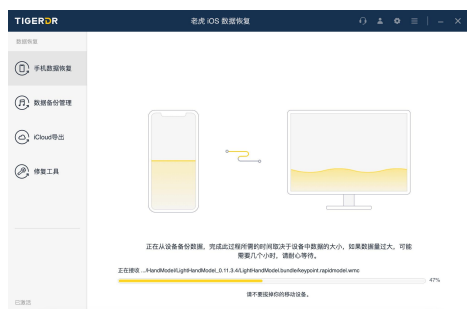 TIGERDR
老虎 iOS 数据恢复
数据恢复
手机数据恢复
数据备份管理
iCloud导出
修复工具
正在从设备备份数据，完成此过程所需的时间取决于设备中数据的大小，如果数据量过大，可能
需要几个小时，请耐心等待。
正在接收 .../HandModel/LightHandModel_0.11.3.4/LightHandModel.bundle/keypoint.rapidmodel.wmc
47%
请不要拔掉你的移动设备。
已激活